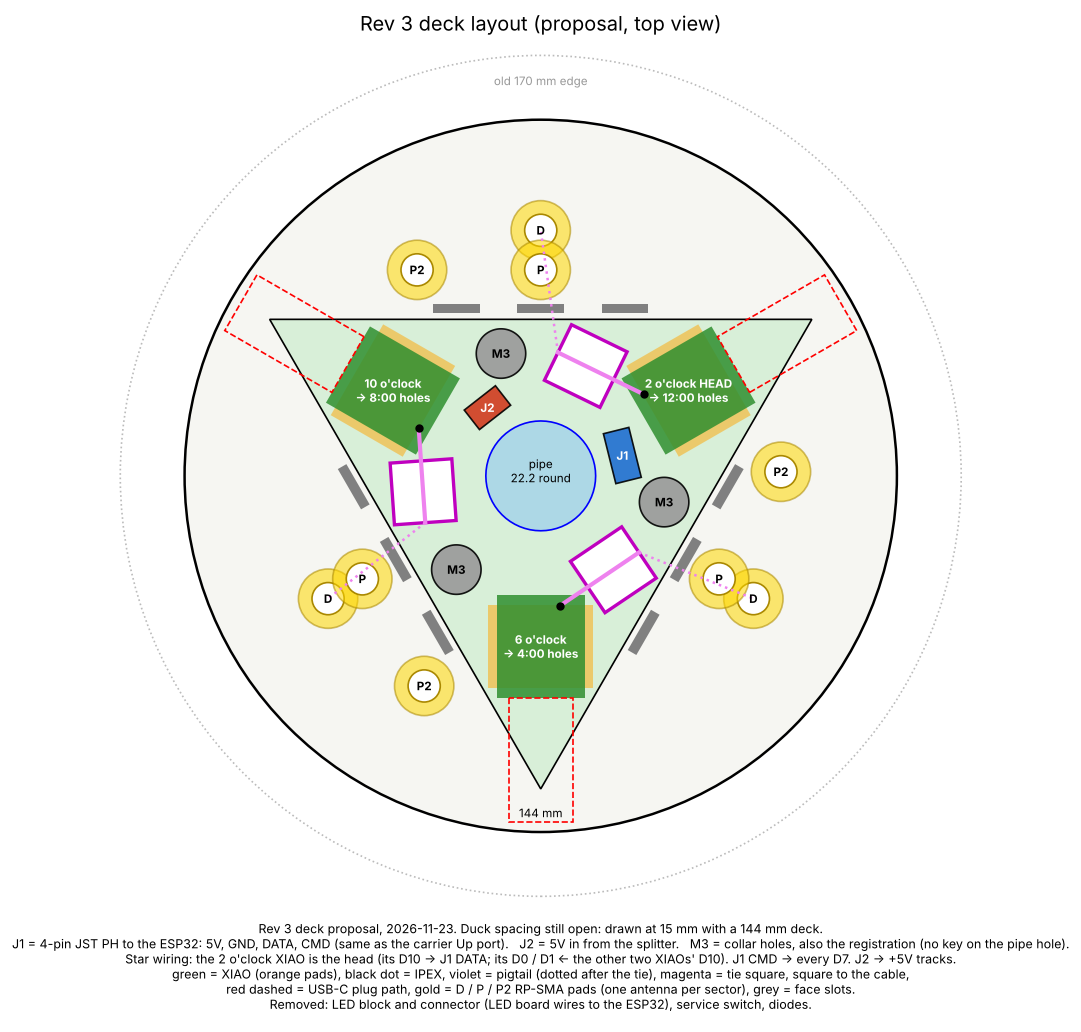 Rev 3 deck layout (proposal, top view)
old 170 mm edge
D
P2
P
M3
10 o'clock
→ 8:00 holes
2 o'clock HEAD
→ 12:00 holes
J2
J1
pipe
22.2 round
P2
M3
M3
P
D
P
D
6 o'clock
→ 4:00 holes
P2
144 mm
Rev 3 deck proposal, 2026-11-23. Duck spacing still open: drawn at 15 mm with a 144 mm deck.
J1 = 4-pin JST PH to the ESP32: 5V, GND, DATA, CMD (same as the carrier Up port).   J2 = 5V in from the splitter.   M3 = collar holes, also the registration (no key on the pipe hole).
Star wiring: the 2 o'clock XIAO is the head (its D10 → J1 DATA; its D0 / D1 ← the other two XIAOs' D10). J1 CMD → every D7. J2 → +5V tracks.
green = XIAO (orange pads), black dot = IPEX, violet = pigtail (dotted after the tie), magenta = tie square, square to the cable,
red dashed = USB-C plug path, gold = D / P / P2 RP-SMA pads (one antenna per sector), grey = face slots.
Removed: LED block and connector (LED board wires to the ESP32), service switch, diodes.